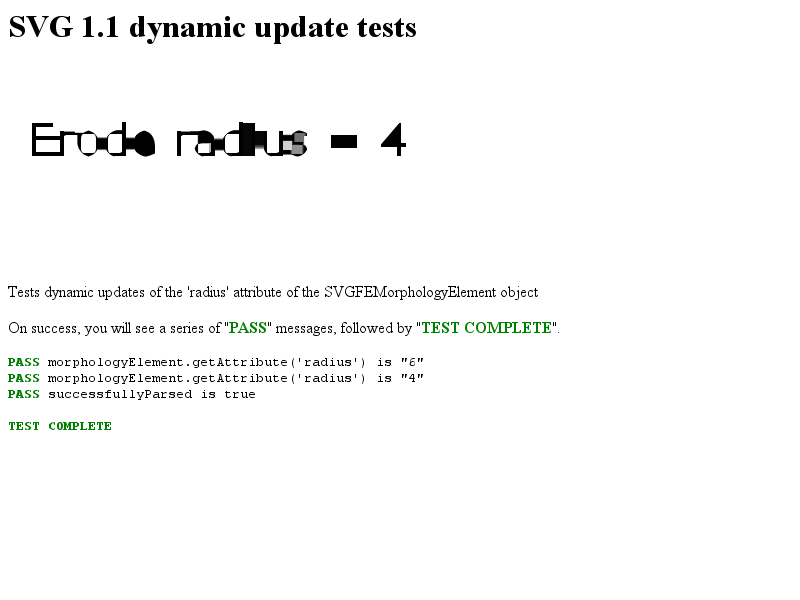 SVG 1.1 dynamic update tests
Erode radius = 4
Tests dynamic updates of the 'radius' attribute of the SVGFEMorphologyElement object
On success, you will see a series of "PASS" messages, followed by "TEST COMPLETE".
PASS morphologyElement.getAttribute('radius') is "6"
PASS morphologyElement.getAttribute('radius') is "4"
PASS successfullyParsed is true
TEST COMPLETE